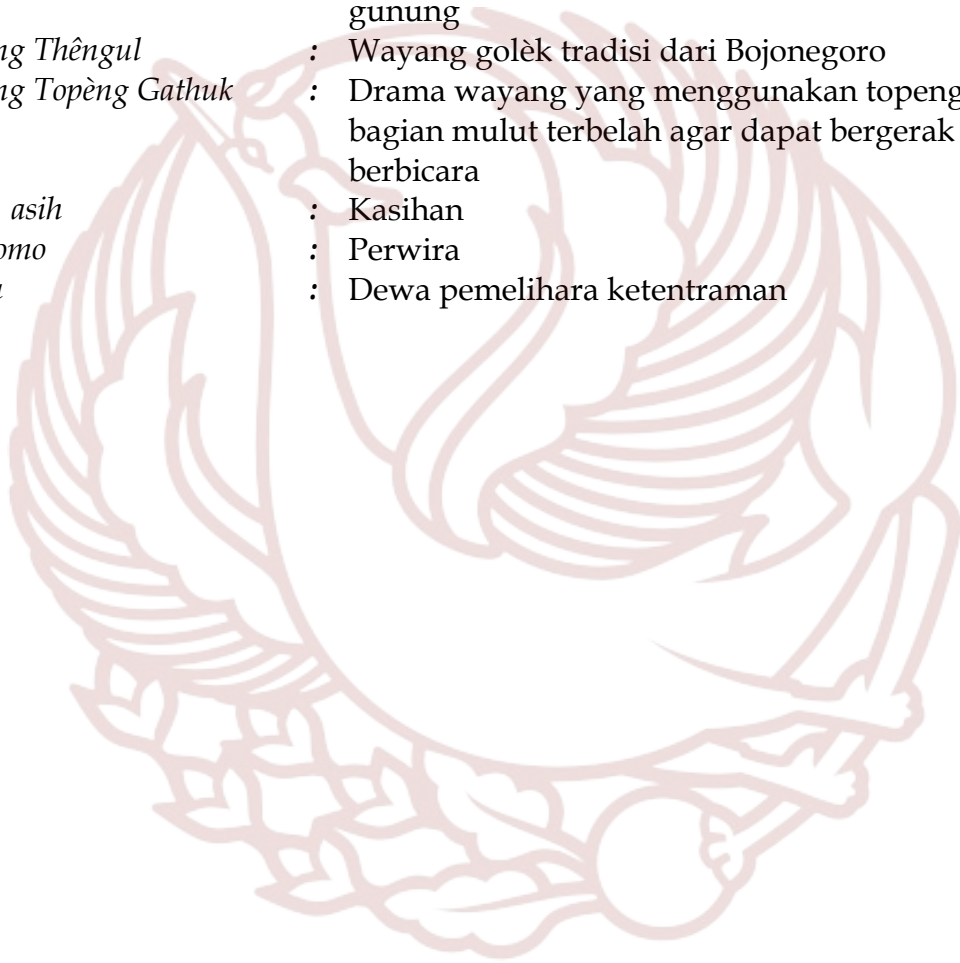 gunung
ng Thêngul : Wayang golèk tradisi dari Bojonegoro
ng Topèng Gathuk : Drama wayang yang menggunakan topeng
bagian mulut terbelah agar dapat bergerak
berbicara
asih : Kasihan
omo : Perwira
: Dewa pemelihara ketentraman